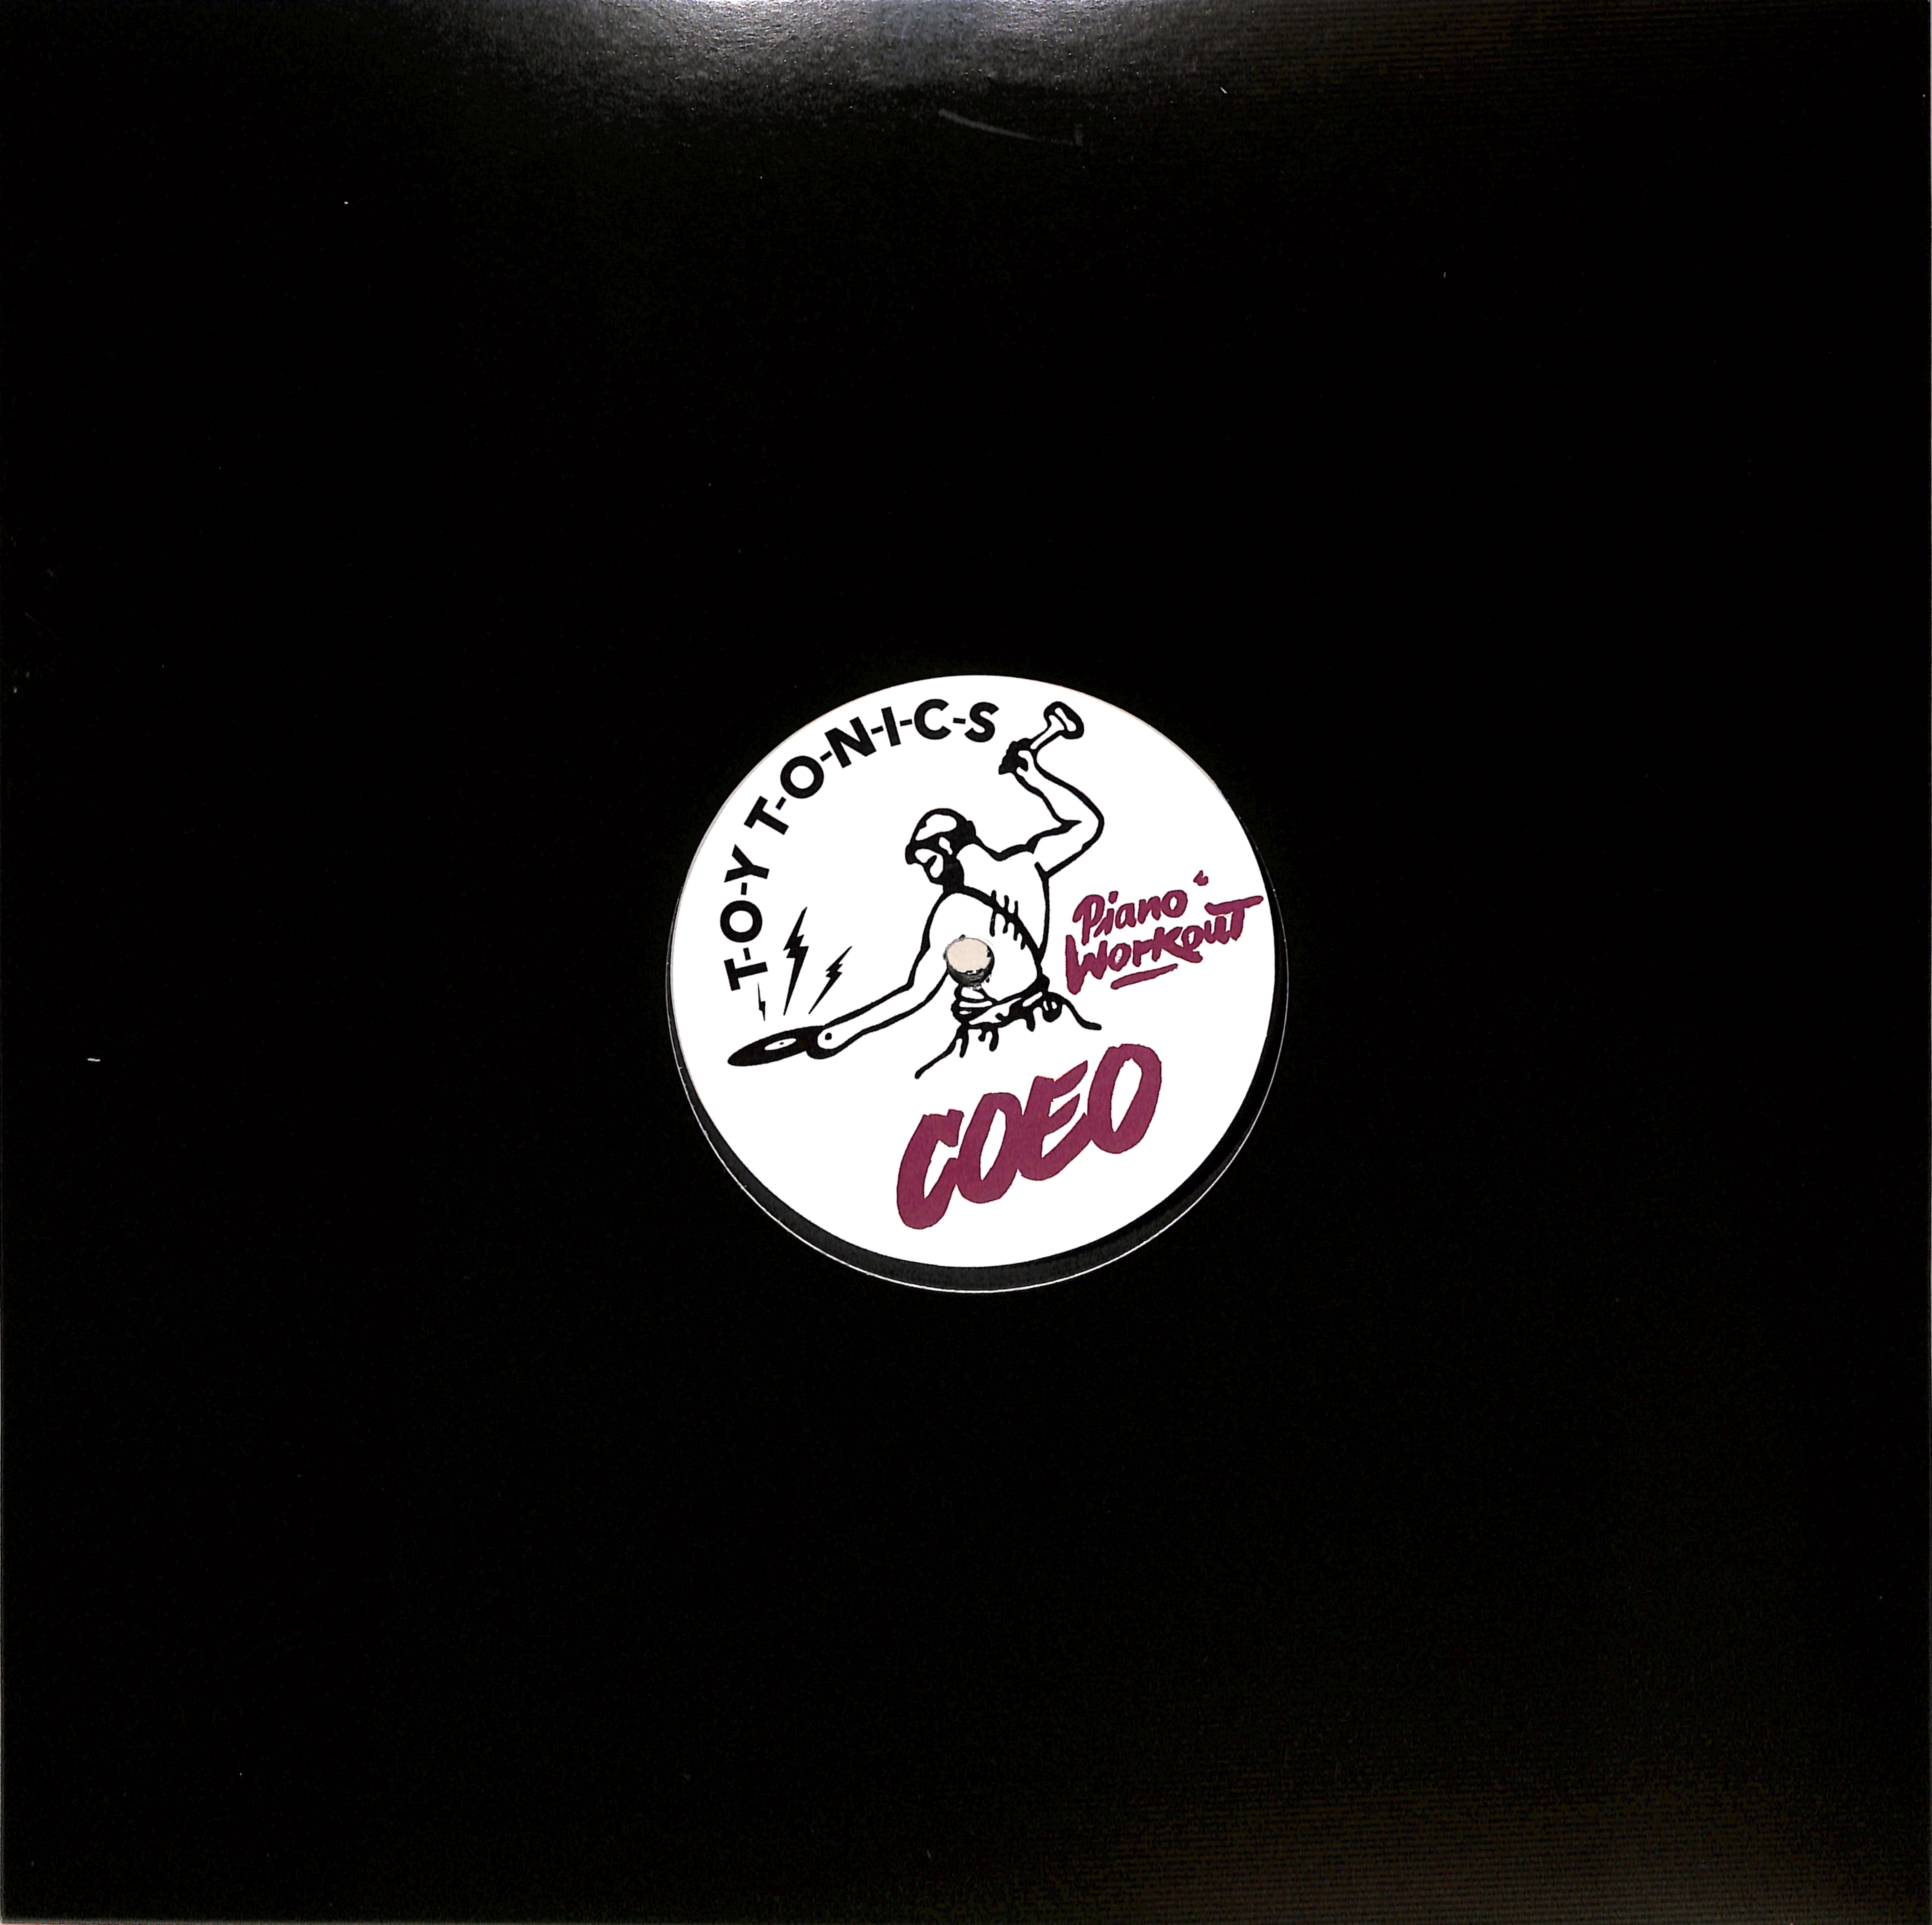 T-O-Y T-O-N-I-C-S
Piano
Workout
COEO